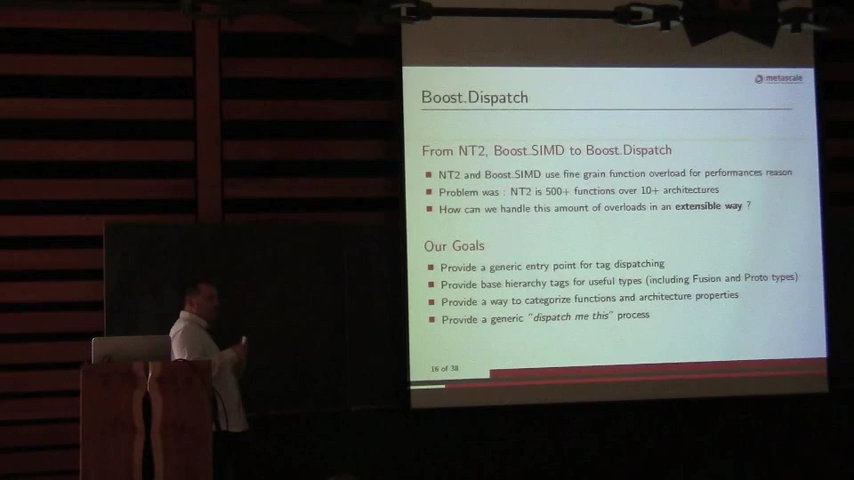 metascale
Boost.Dispatch
From NT2, Boost.SIMD to Boost.Dispatch
NT2 and Boost.SIMD use fine grain function overload for performances reason
Problem was : NT2 is 500+ functions over 10+ architectures
How can we handle this amount of overloads in an extensible way ?
Our Goals
Provide a generic entry point for tag dispatching
Provide base hierarchy tags for useful types (including Fusion and Proto types)
Provide a way to categorize functions and architecture properties
Provide a generic "dispatch me this" process
16 of 38